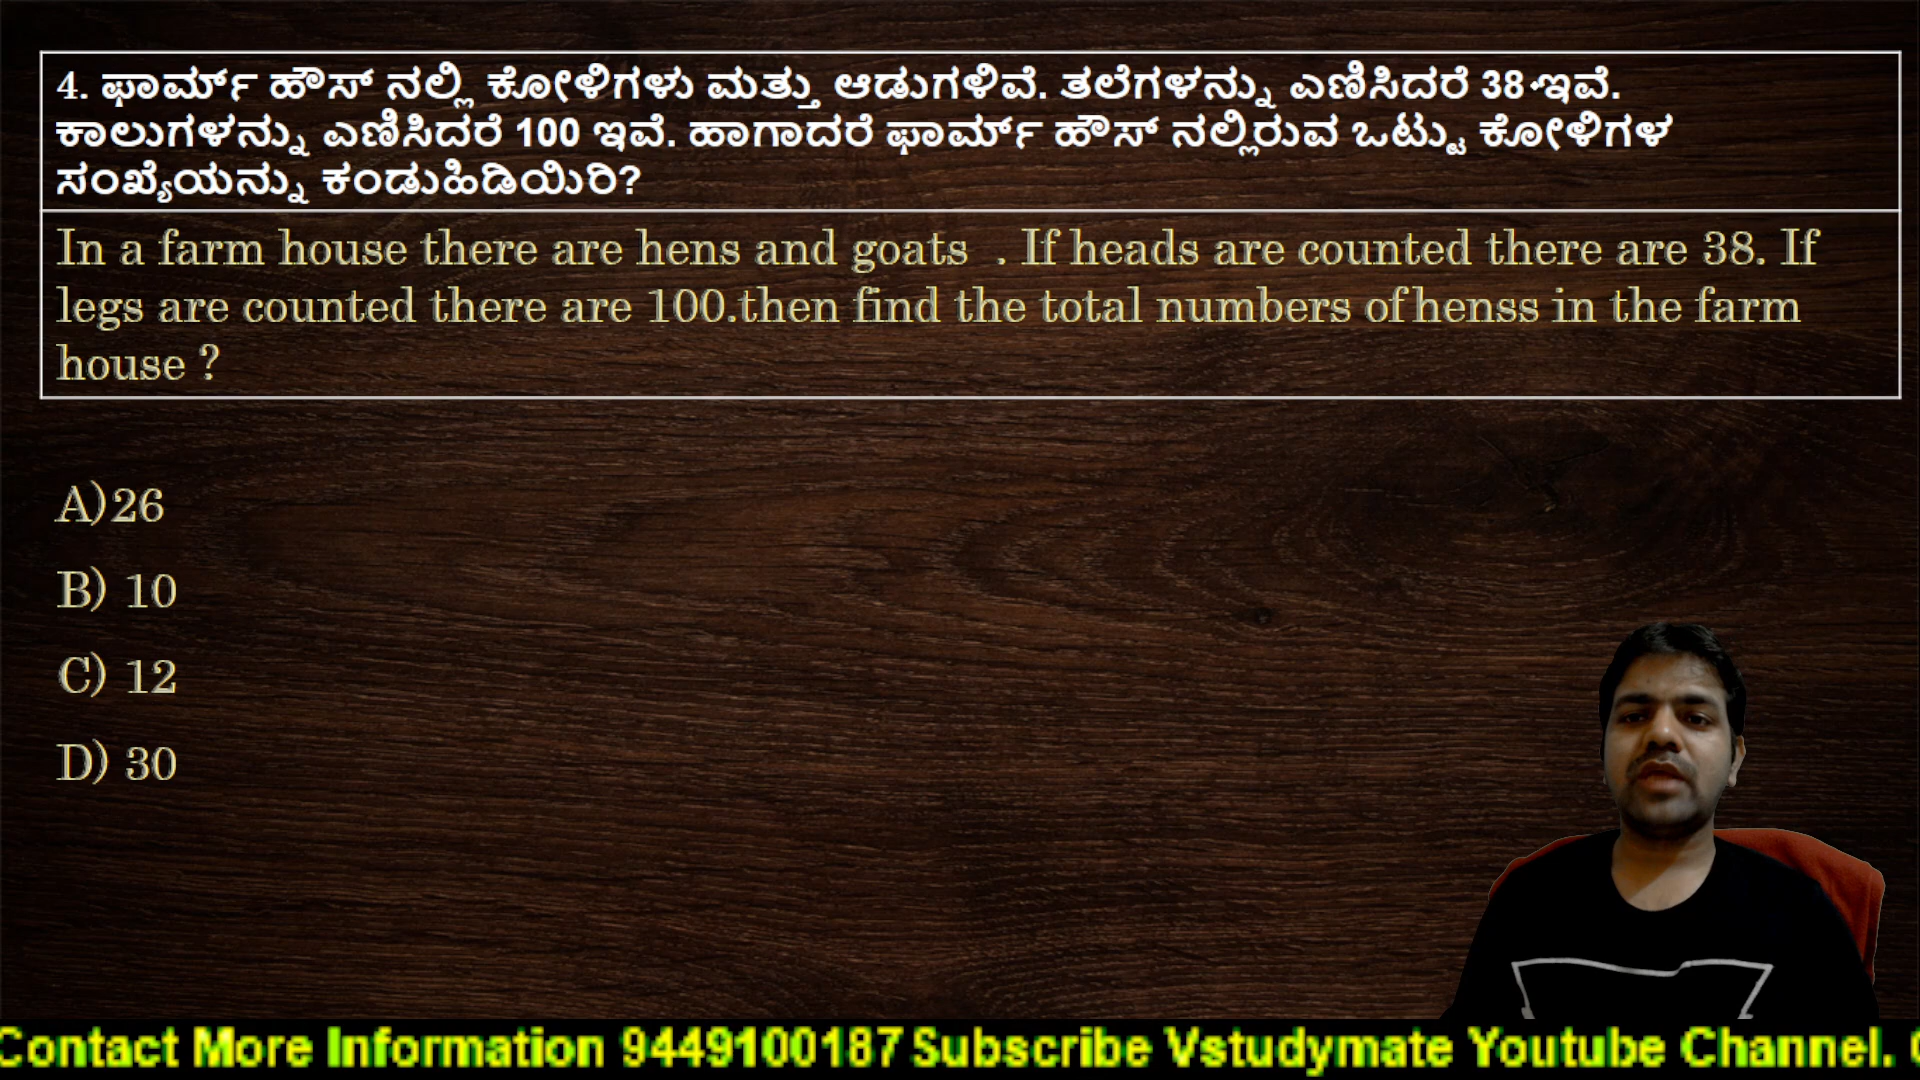 4. ಫಾರ್ಮ್ ಹೌಸ್ ನಲ್ಲಿ ಕೋಳಿಗಳು ಮತ್ತು ಆಡುಗಳಿವೆ. ತಲೆಗಳನ್ನು ಎಣಿಸಿದರೆ 38 ಇವೆ.
ಕಾಲುಗಳನ್ನು ಎಣಿಸಿದರೆ 100 ಇವೆ. ಹಾಗಾದರೆ ಫಾರ್ಮ್ ಹೌಸ್ ನಲ್ಲಿರುವ ಒಟ್ಟು ಕೋಳಿಗಳ
ಸಂಖ್ಯೆಯನ್ನು ಕಂಡುಹಿಡಿಯಿರಿ?
In a farm house there are hens and goats . If heads are counted there are 38. If
legs are counted there are 100.then find the total numbers of henss in the farm
house ?
A)26
B) 10
C) 12
D) 30
Contact More Information 9449100187 Subscribe Vstudymate Youtube Channel.